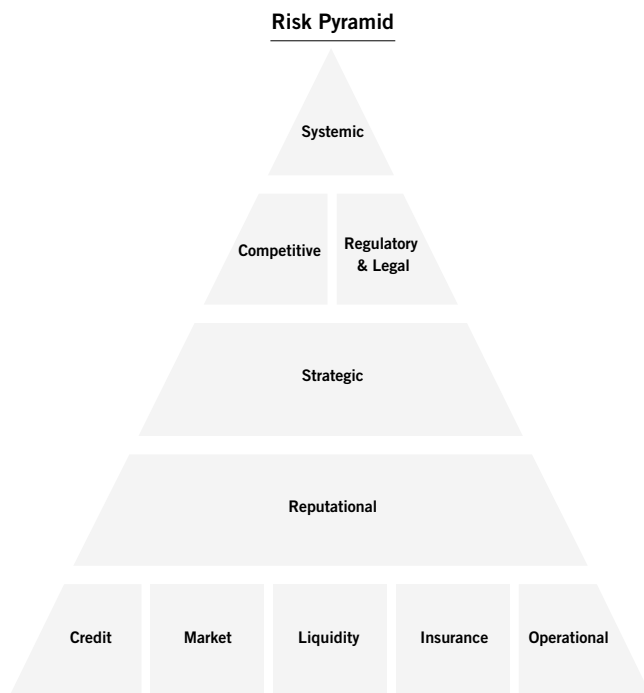 Risk Pyramid
Systemic
Competitive
Regulatory
& Legal
Strategic
Reputational
Credit
Market
Liquidity
Insurance
Operational